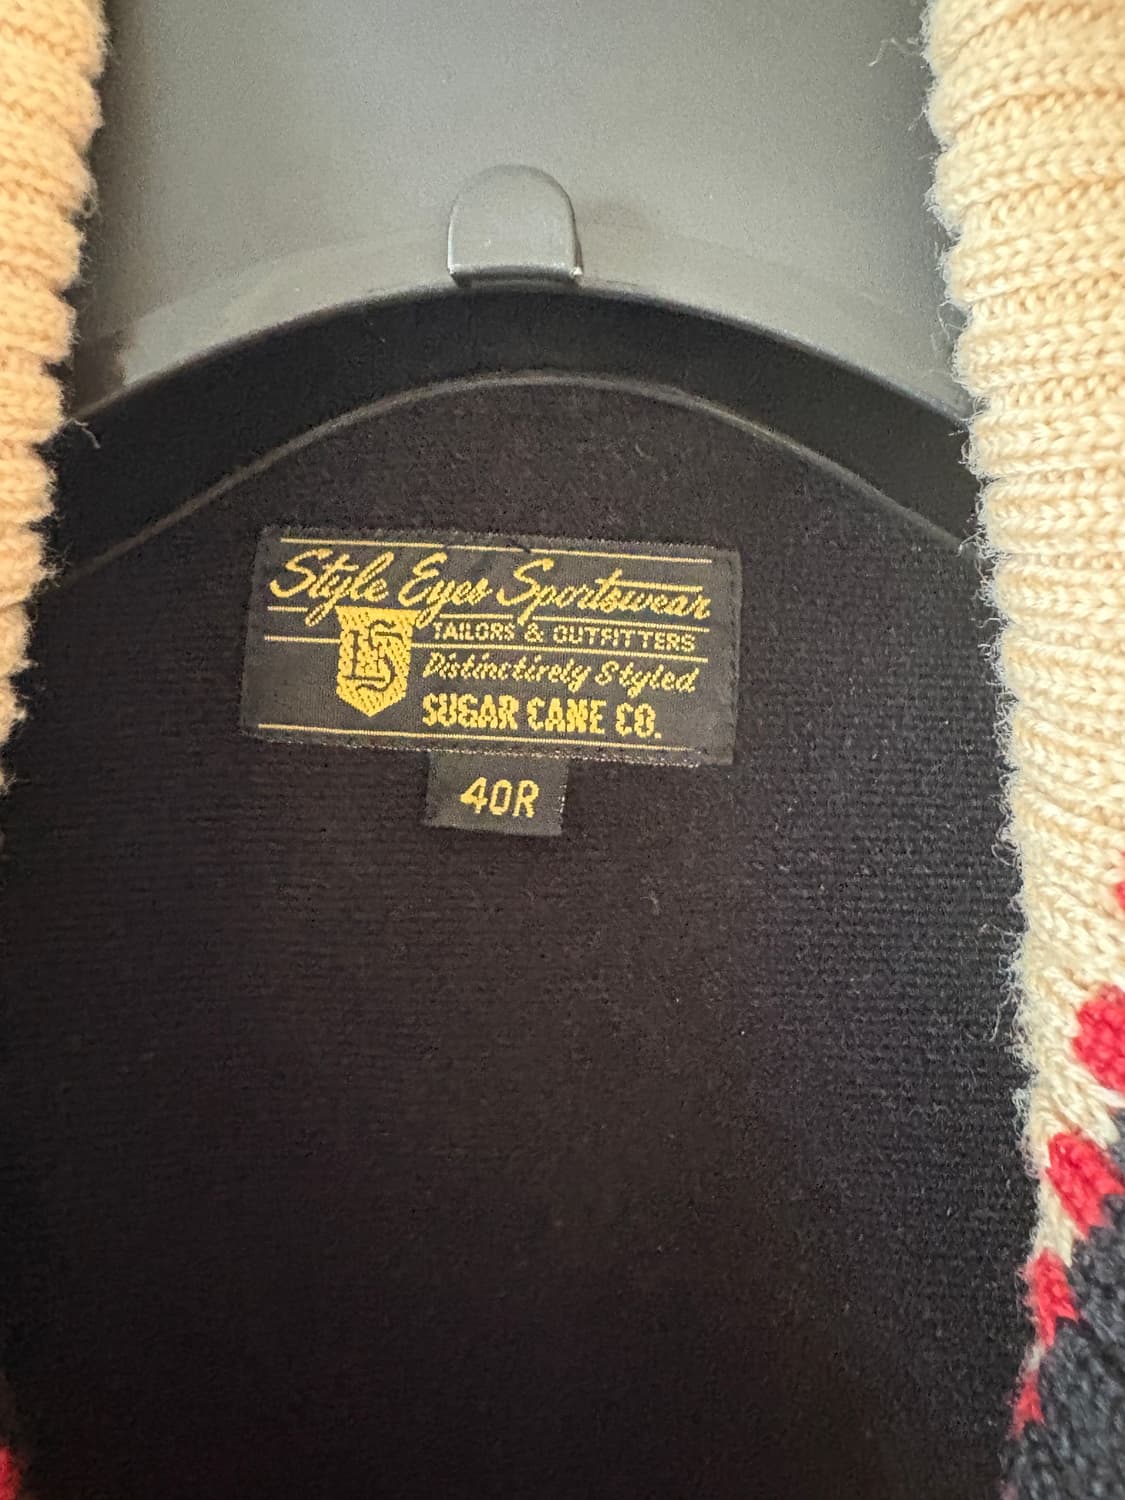 Style Eyes Sportswear
TAILORS & OUTFITTERS
Distinctively Styled
SUGAR CANE CO.
40R